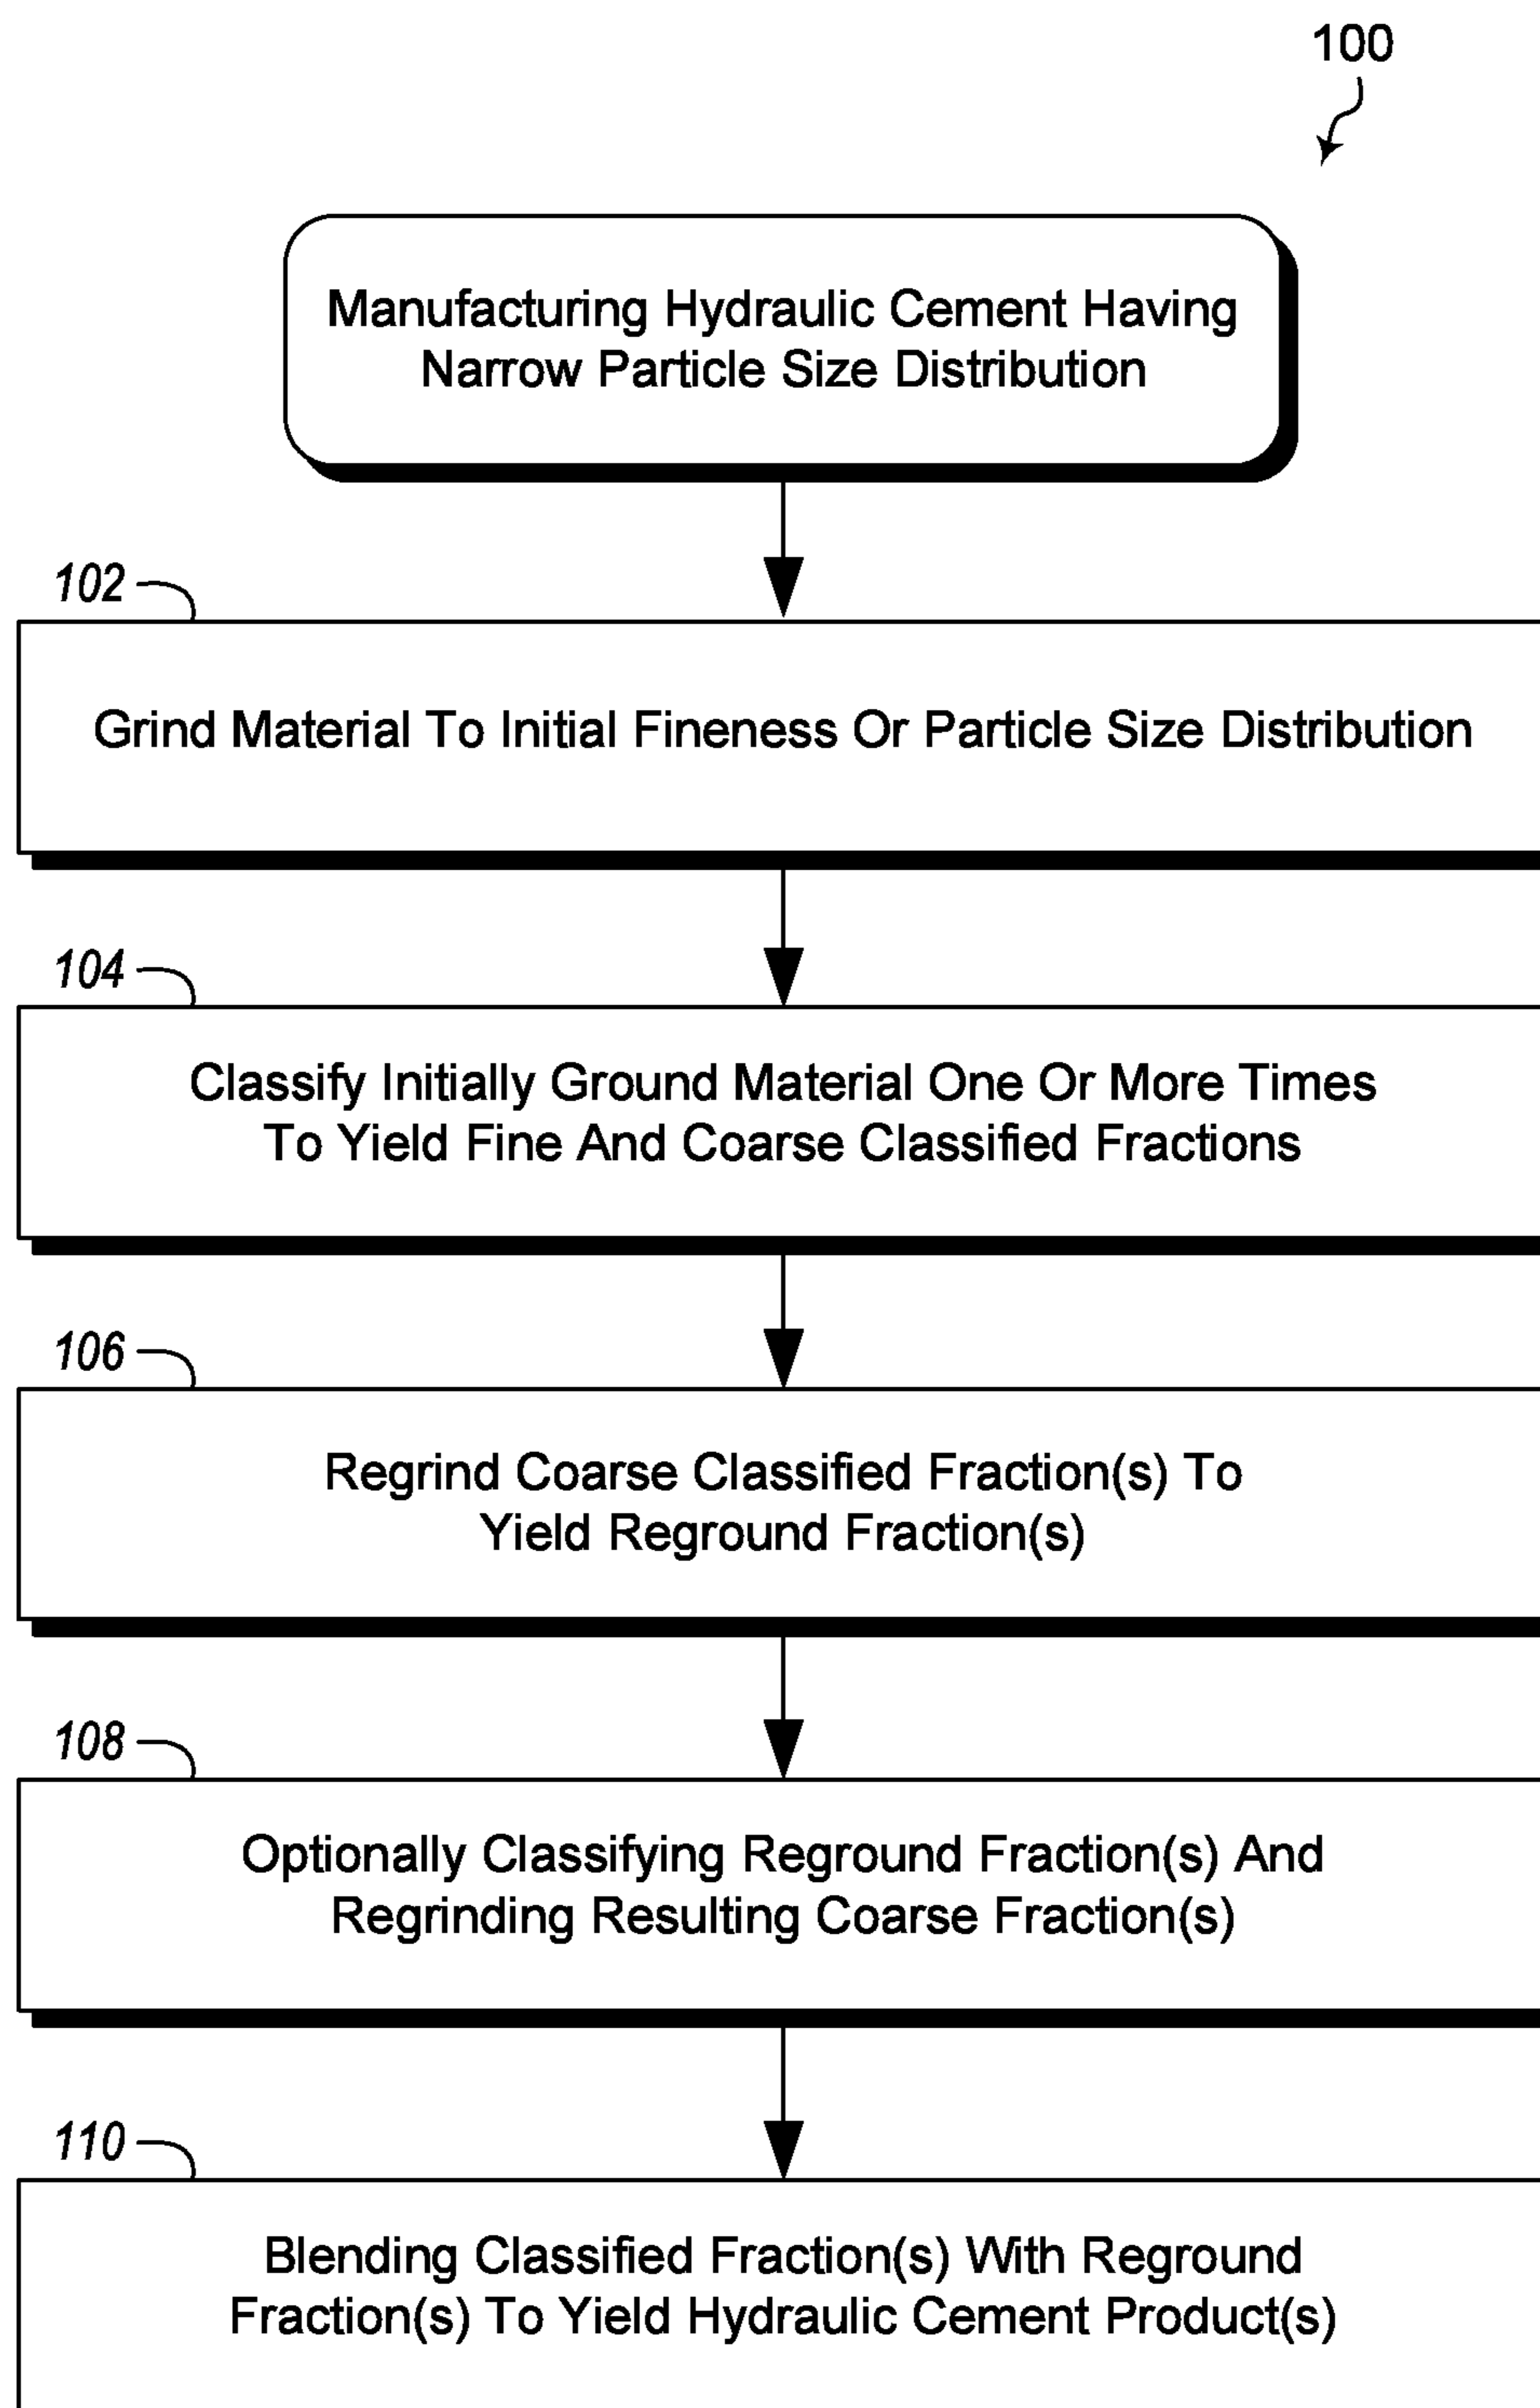 100
Manufacturing Hydraulic Cement Having
Narrow Particle Size Distribution
102
Grind Material To Initial Fineness Or Particle Size Distribution
104
Classify Initially Ground Material One Or More Times
To Yield Fine And Coarse Classified Fractions
106
Regrind Coarse Classified Fraction(s) To
Yield Reground Fraction(s)
108
Optionally Classifying Reground Fraction(s) And
Regrinding Resulting Coarse Fraction(s)
110
Blending Classified Fraction(s) With Reground
Fraction(s) To Yield Hydraulic Cement Product(s)